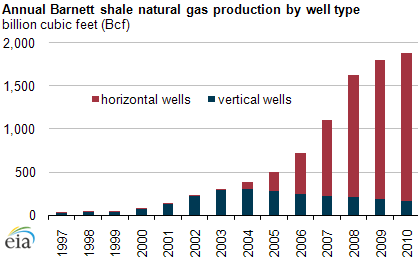 Annual Barnett shale natural gas production by well type
billion cubic feet (Bcf)
2,000
1,500
1,000
500
0
horizontal wells vertical wells
1997 1998 1999 2000 2001 2002 2003 2004 2005 2006 2007 2008 2009 2010
eia